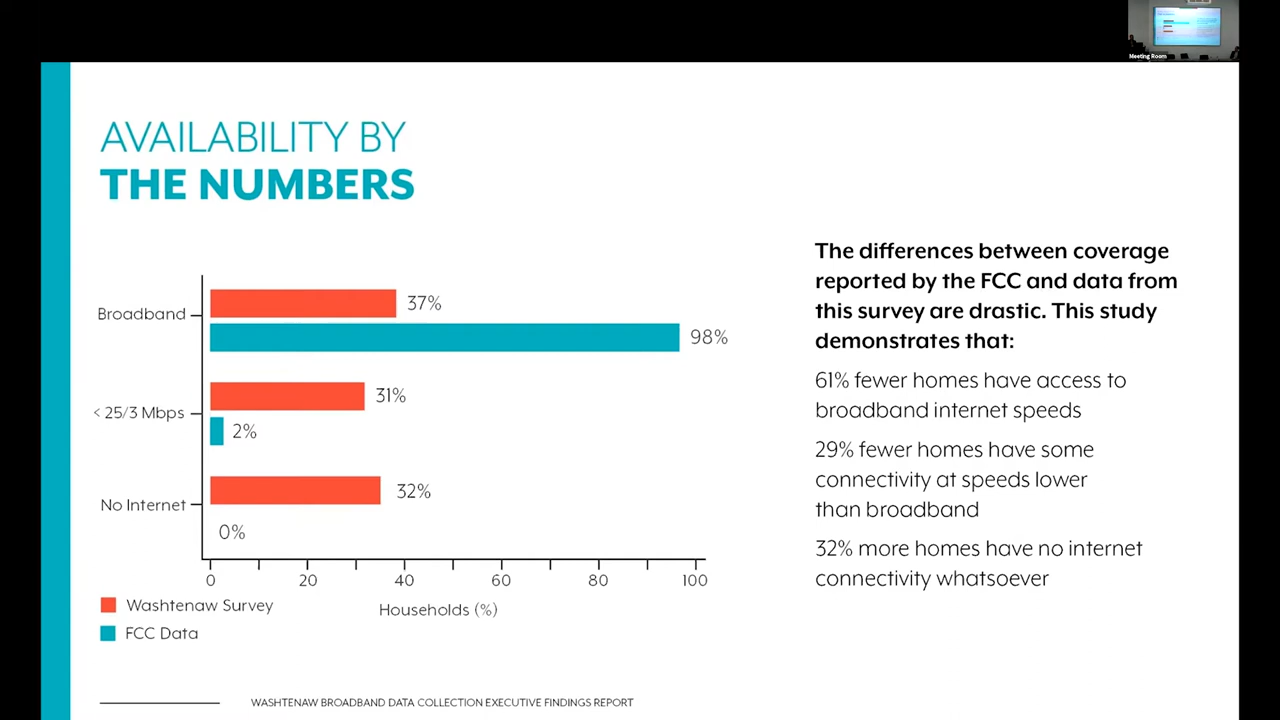 Meeting Room
AVAILABILITY BY
THE NUMBERS
Broadband
37%
98%
< 25/3 Mbps
31%
2%
No Internet
32%
0%
0 20 40 60 80 100
Households (%)
Washtenaw Survey
FCC Data
The differences between coverage
reported by the FCC and data from
this survey are drastic. This study
demonstrates that:
61% fewer homes have access to
broadband internet speeds
29% fewer homes have some
connectivity at speeds lower
than broadband
32% more homes have no internet
connectivity whatsoever
WASHTENAW BROADBAND DATA COLLECTION EXECUTIVE FINDINGS REPORT